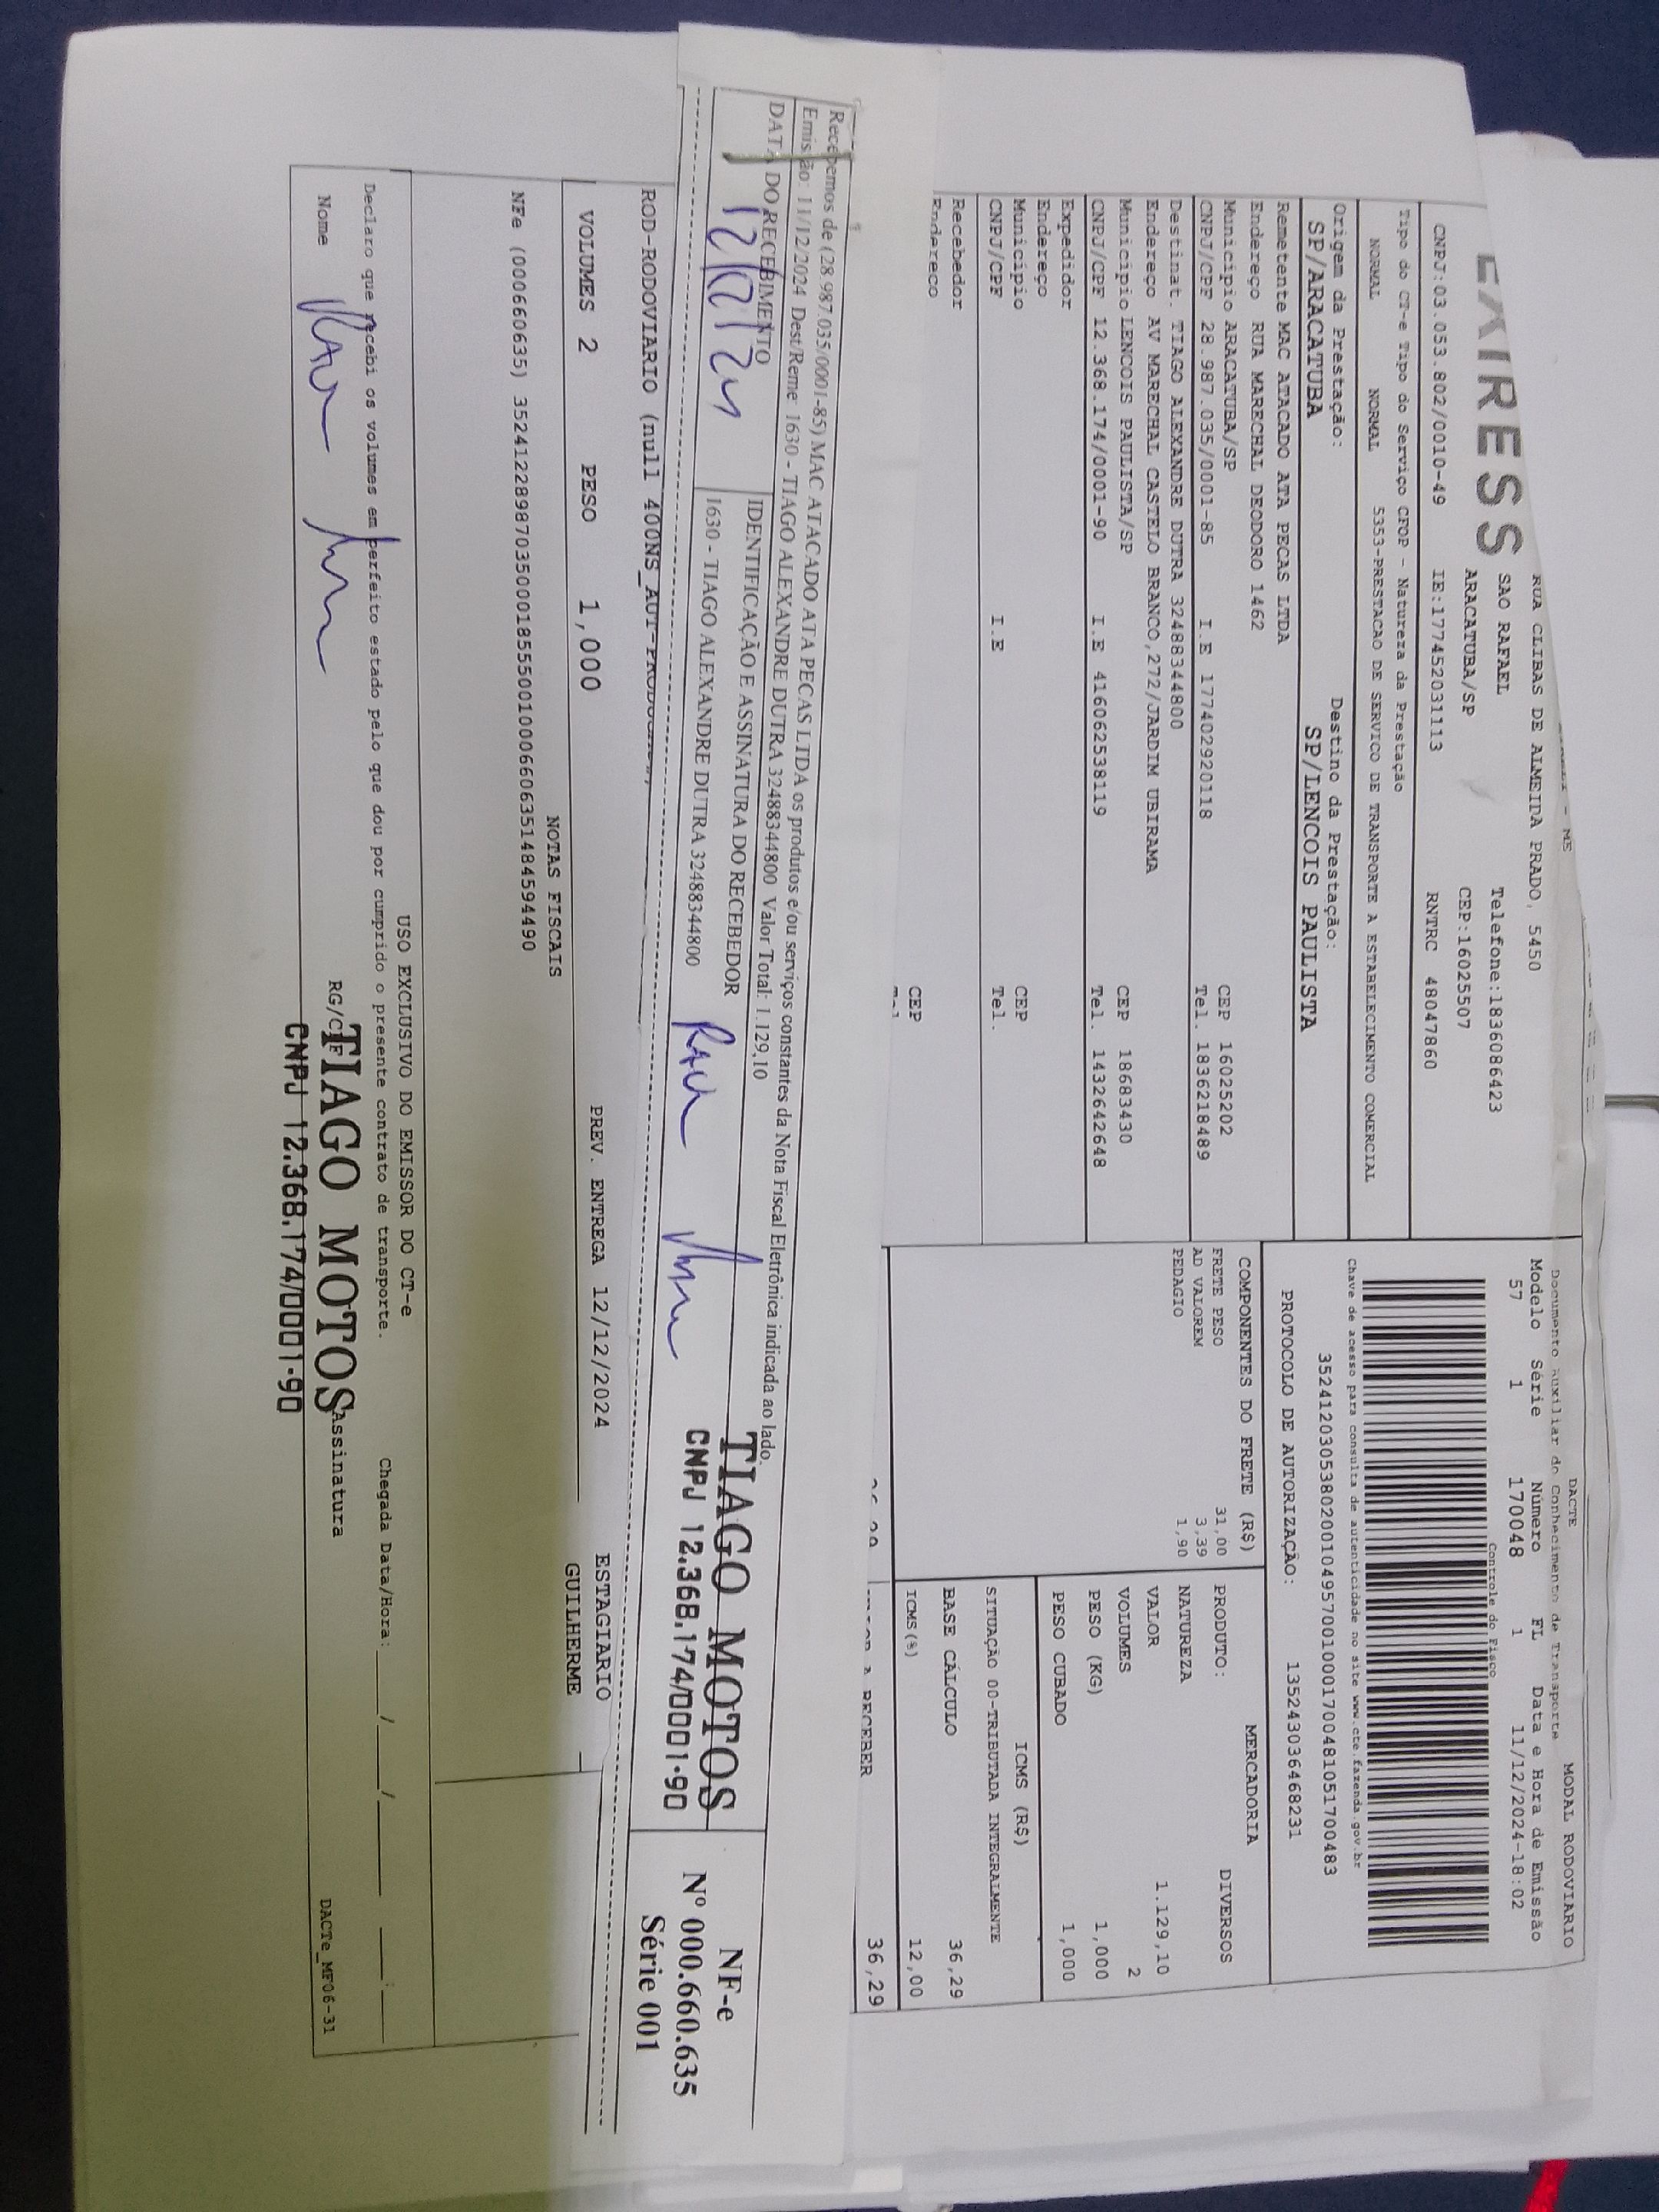 RUA CLIBAS DE ALMEIDA PRADO, 5450
SAO RAFAEL Telefone:1836086423
ARACATUBA/SP CEP:16025507
CNPJ:03.053.802/0010-49 IE:177452031113 RNTRC 48047860
Tipo do CT-e Tipo do Serviço CFOP - Natureza da Prestação
NORMAL NORMAL 5353-PRESTACAO DE SERVICO DE TRANSPORTE A ESTABELECIMENTO COMERCIAL
Origem da Prestação: Destino da Prestação:
SP/ARACATUBA SP/LENCOIS PAULISTA
DACTE MODAL RODOVIARIO
Documento Auxiliar do Conhecimento de Transporte
Modelo Série Número FL Data e Hora de Emissão
57 1 170048 1 11/12/2024-18:02
Controle do Fisco
Chave de acesso para consulta de autenticidade no site www.cte.fazenda.gov.br
35241203053802001049570010001700481051700483
PROTOCOLO DE AUTORIZAÇÃO: 135243036468231
Remetente MAC ATACADO ATA PECAS LTDA
Endereço RUA MARECHAL DEODORO 1462
Municipio ARACATUBA/SP CEP 16025202
CNPJ/CPF 28.987.035/0001-85 I.E 177402920118 Tel. 1836218489
Destinat. TIAGO ALEXANDRE DUTRA 32488344800
Endereço AV MARECHAL CASTELO BRANCO,272/JARDIM UBIRAMA
Municipio LENCOIS PAULISTA/SP CEP 18683430
CNPJ/CPF 12.368.174/0001-90 I.E 416062538119 Tel. 1432642648
Expedidor
Endereço
Municipio CEP
CNPJ/CPF I.E Tel.
Recebedor
Endereço CEP
COMPONENTES DO FRETE (R$)
FRETE PESO 31,00
AD VALOREM 3,39
PEDAGIO 1,90
MERCADORIA
PRODUTO: DIVERSOS
NATUREZA
VALOR 1.129,10
VOLUMES 2
PESO (KG) 1,000
PESO CUBADO 1,000
ICMS (R$)
SITUAÇÃO 00-TRIBUTADA INTEGRALMENTE
BASE CÁLCULO 36,29
ICMS(%) 12,00
RECEBER 36,29
Recebemos de (28.987.035/0001-85) MAC ATACADO ATA PECAS LTDA os produtos e/ou serviços constantes da Nota Fiscal Eletrônica indicada ao lado.
Emissão: 11/12/2024 Dest/Reme: 1630 - TIAGO ALEXANDRE DUTRA 32488344800 Valor Total: 1.129,10
DATA DO RECEBIMENTO IDENTIFICAÇÃO E ASSINATURA DO RECEBEDOR
12/12/24 1630 - TIAGO ALEXANDRE DUTRA 32488344800
TIAGO MOTOS
CNPJ 12.368.174/0001-90
NF-e
Nº 000.660.635
Série 001
ROD-RODOVIARIO (null 400NS_AUT-
VOLUMES 2 PESO 1,000 PREV. ENTREGA 12/12/2024 ESTAGIARIO
GUILHERME
NOTAS FISCAIS
NFe (000660635) 35241228987035000185550010006606351484594490
USO EXCLUSIVO DO EMISSOR DO CT-e
Declaro que recebi os volumes em perfeito estado pelo que dou por cumprido o presente contrato de transporte. Chegada Data/Hora: ___/___/___ __:__
Nome RG/CPF Assinatura
TIAGO MOTOS
CNPJ 12.368.174/0001-90
DACTe_MF06-31